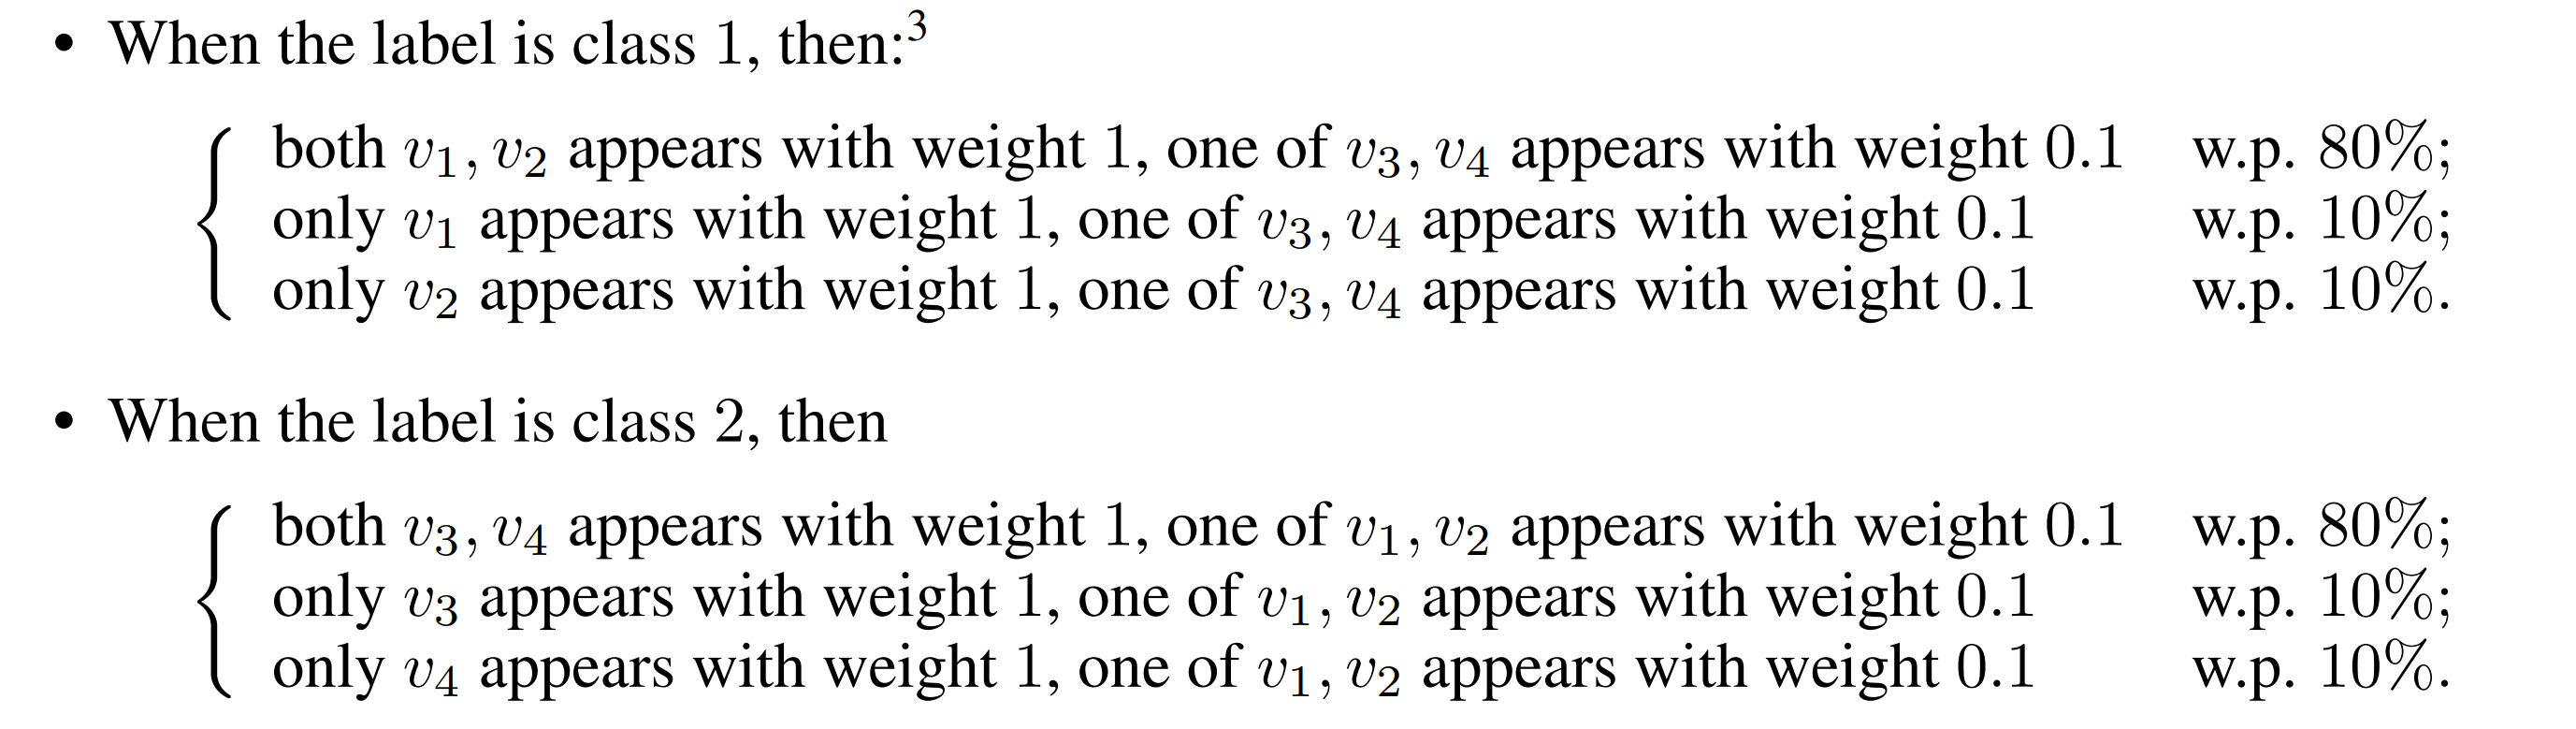 • When the label is class 1, then:³
both v₁, v₂ appears with weight 1, one of v₃, v₄ appears with weight 0.1 w.p. 80%;
only v₁ appears with weight 1, one of v₃, v₄ appears with weight 0.1 w.p. 10%;
only v₂ appears with weight 1, one of v₃, v₄ appears with weight 0.1 w.p. 10%.
• When the label is class 2, then
both v₃, v₄ appears with weight 1, one of v₁, v₂ appears with weight 0.1 w.p. 80%;
only v₃ appears with weight 1, one of v₁, v₂ appears with weight 0.1 w.p. 10%;
only v₄ appears with weight 1, one of v₁, v₂ appears with weight 0.1 w.p. 10%.